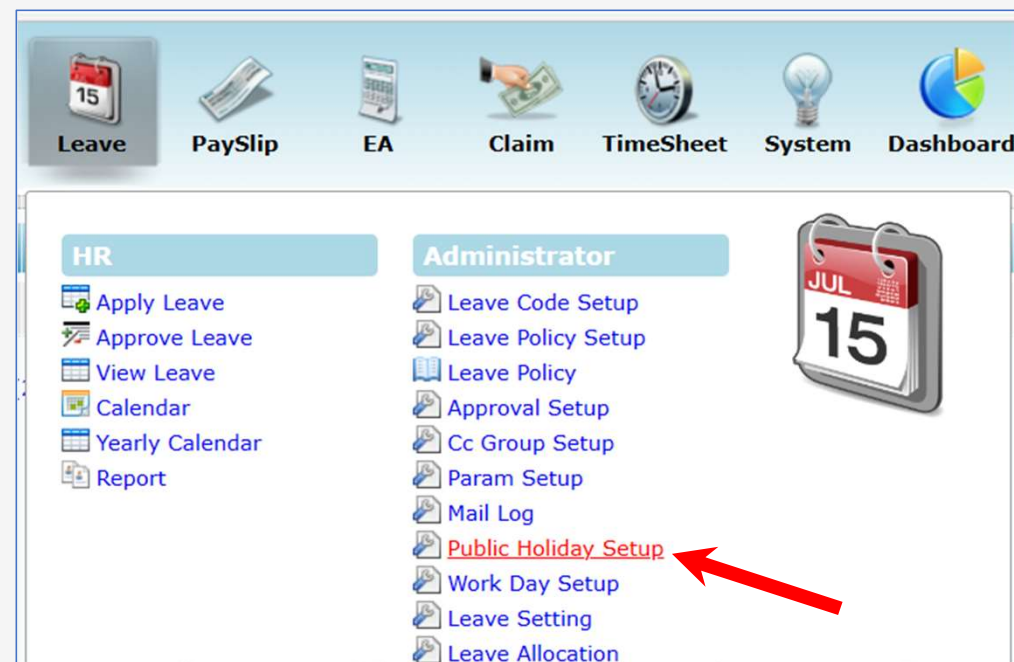 15
Leave PaySlip EA Claim TimeSheet System Dashboard
HR
Apply Leave
Approve Leave
View Leave
Calendar
Yearly Calendar
Report
Administrator
Leave Code Setup
Leave Policy Setup
Leave Policy
Approval Setup
Cc Group Setup
Param Setup
Mail Log
Public Holiday Setup
Work Day Setup
Leave Setting
Leave Allocation
JUL
15